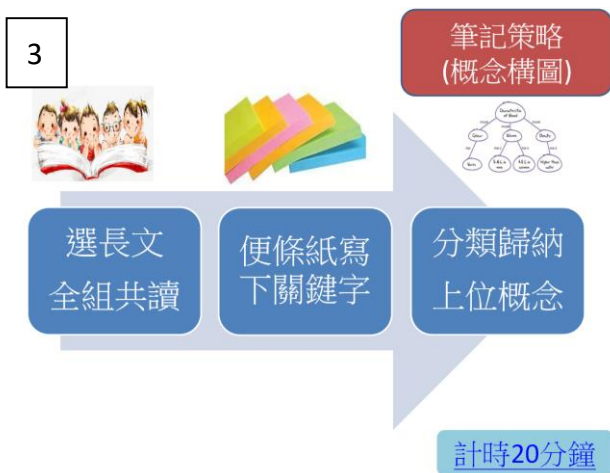 3
筆記策略
(概念構圖)
選長文
全組共讀
便條紙寫
下關鍵字
分類歸納
上位概念
計時20分鐘